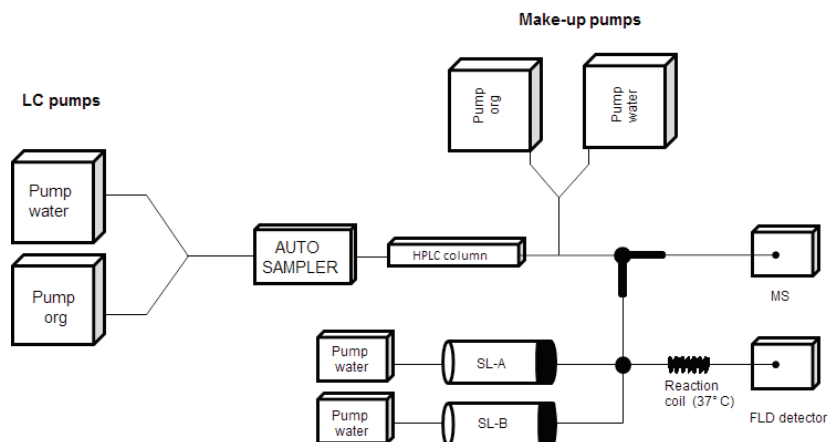 Make-up pumps
LC pumps
Pump
org
Pump
water
Pump
water
AUTO
SAMPLER
HPLC column
Pump
org
MS
Pump
water
SL-A
Reaction
coil (37° C)
FLD detector
Pump
water
SL-B